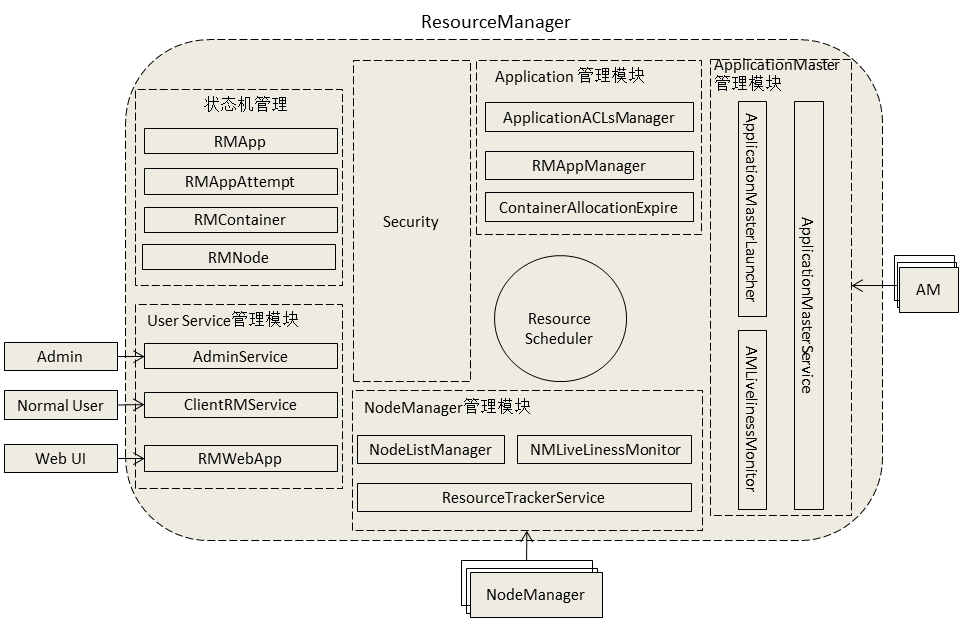 ResourceManager
状态机管理
RMApp
RMAppAttempt
RMContainer
RMNode
User Service管理模块
AdminService
ClientRMService
RMWebApp
Admin
Normal User
Web UI
Security
Application 管理模块
ApplicationACLsManager
RMAppManager
ContainerAllocationExpire
Resource
Scheduler
NodeManager管理模块
NodeListManager
NMLiveLinessMonitor
ResourceTrackerService
ApplicationMaster
管理模块
ApplicationMasterLauncher
AMLivelinessMonitor
ApplicationMasterService
AM
NodeManager